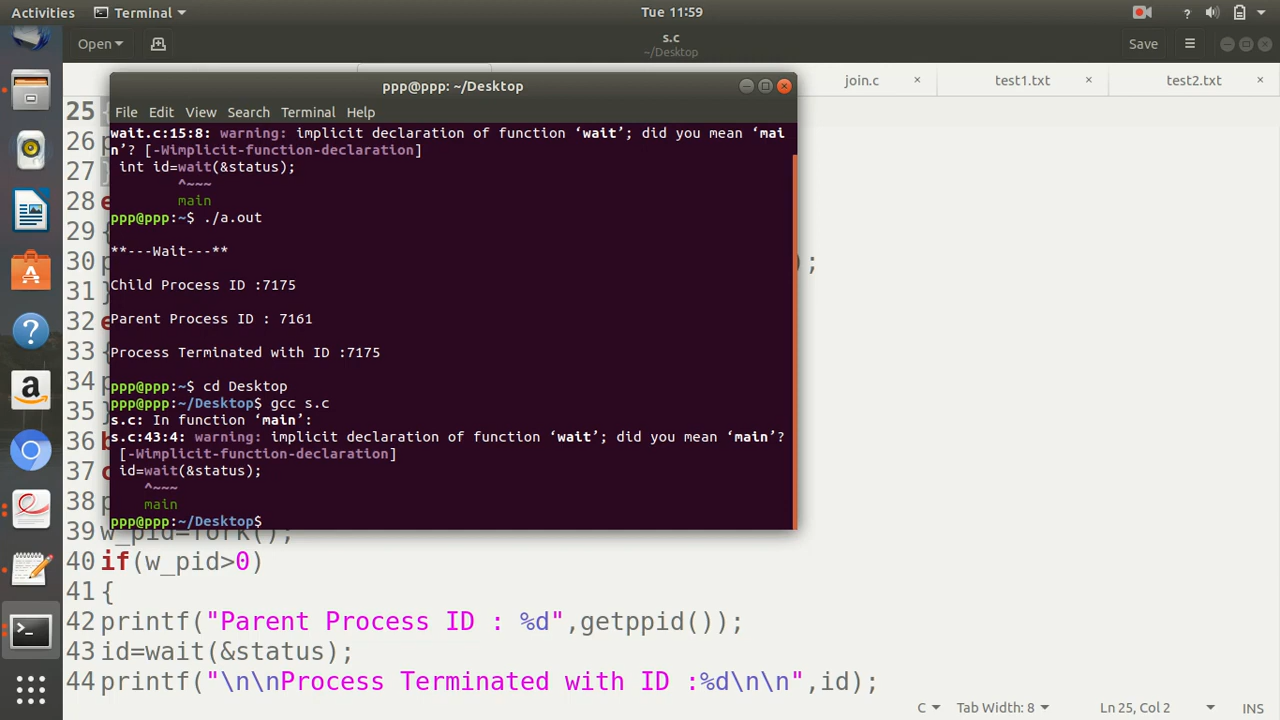 Activities Terminal Tue 11:59
Open s.c Save
~/Desktop
join.c × test1.txt × test2.txt ×
ppp@ppp: ~/Desktop
File Edit View Search Terminal Help
wait.c:15:8: warning: implicit declaration of function ‘wait’; did you mean ‘mai
n’? [-Wimplicit-function-declaration]
int id=wait(&status);
^~~~
main
ppp@ppp:~$ ./a.out
**---Wait---**
Child Process ID :7175
Parent Process ID : 7161
Process Terminated with ID :7175
ppp@ppp:~$ cd Desktop
ppp@ppp:~/Desktop$ gcc s.c
s.c: In function ‘main’:
s.c:43:4: warning: implicit declaration of function ‘wait’; did you mean ‘main’?
[-Wimplicit-function-declaration]
id=wait(&status);
^~~~
main
ppp@ppp:~/Desktop$
25 {
26 p
27 }
28 e
29 {
30 p );
31 }
32 e
33 {
34 p
35 }
36 b
37 c
38 p
39 w_pid=fork();
40 if(w_pid>0)
41 {
42 printf("Parent Process ID : %d",getppid());
43 id=wait(&status);
44 printf("\n\nProcess Terminated with ID :%d\n\n",id);
C Tab Width: 8 Ln 25, Col 2 INS